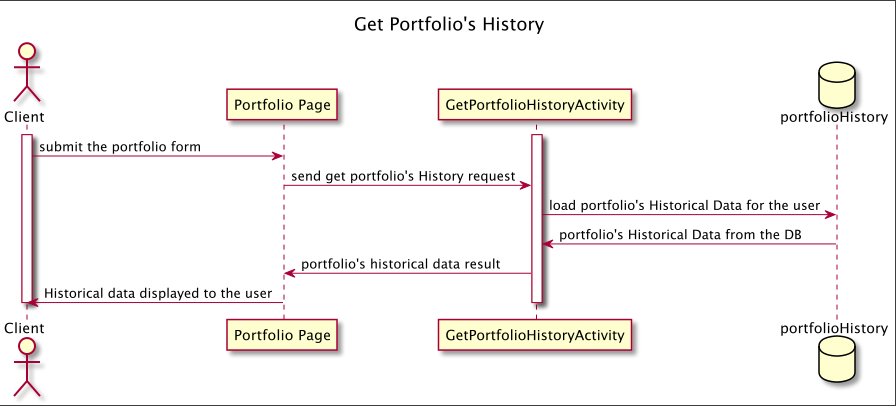 Get Portfolio's History
Client
Portfolio Page
GetPortfolioHistoryActivity
portfolioHistory
submit the portfolio form
send get portfolio's History request
load portfolio's Historical Data for the user
portfolio's Historical Data from the DB
portfolio's historical data result
Historical data displayed to the user
Client
Portfolio Page
GetPortfolioHistoryActivity
portfolioHistory